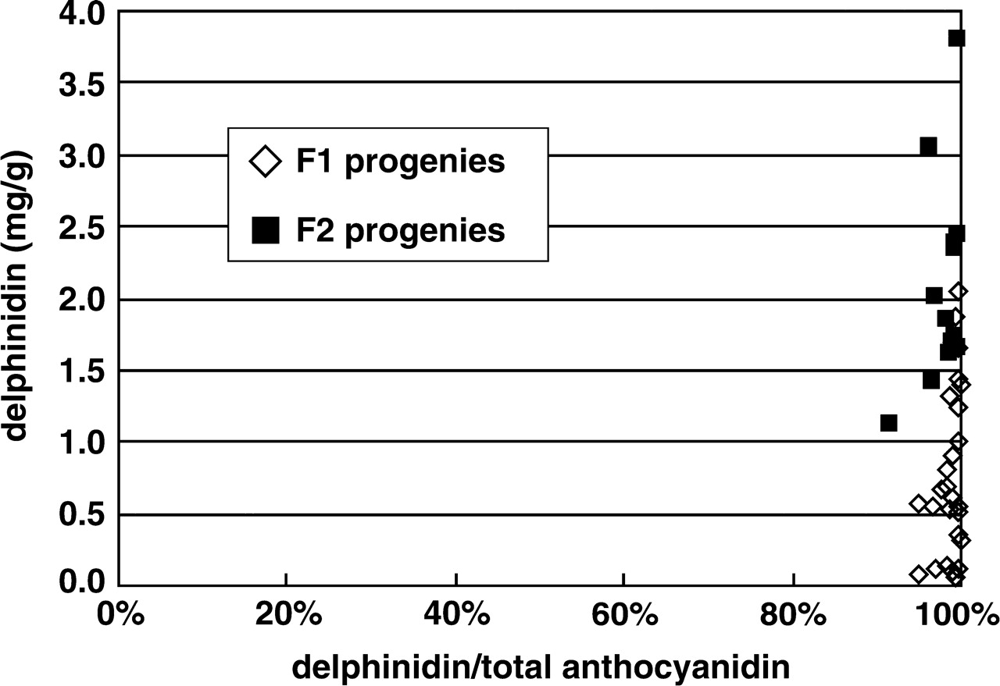 4.0
3.5
3.0
2.5
2.0
1.5
1.0
0.5
0.0
delphinidin (mg/g)
F1 progenies
F2 progenies
0% 20% 40% 60% 80% 100%
delphinidin/total anthocyanidin